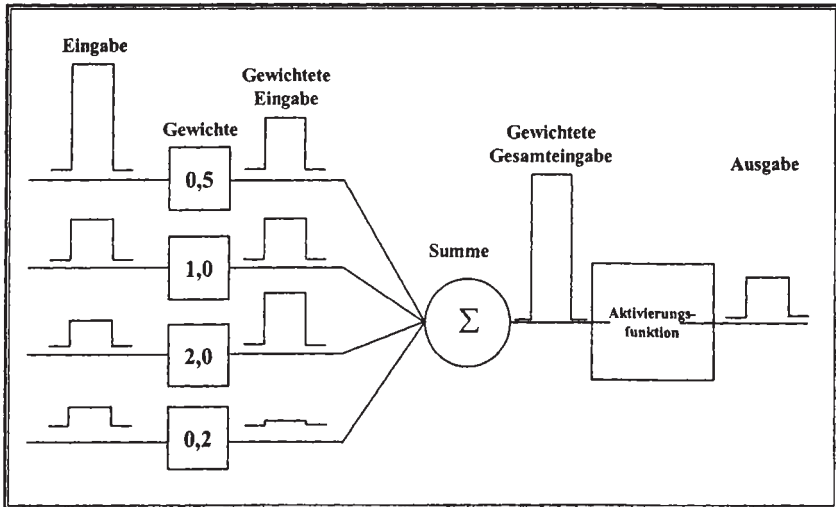 Eingabe
Gewichtete
Eingabe
Gewichte
0,5
1,0
2,0
0,2
Summe
Σ
Gewichtete
Gesamteingabe
Aktivierungs-
funktion
Ausgabe